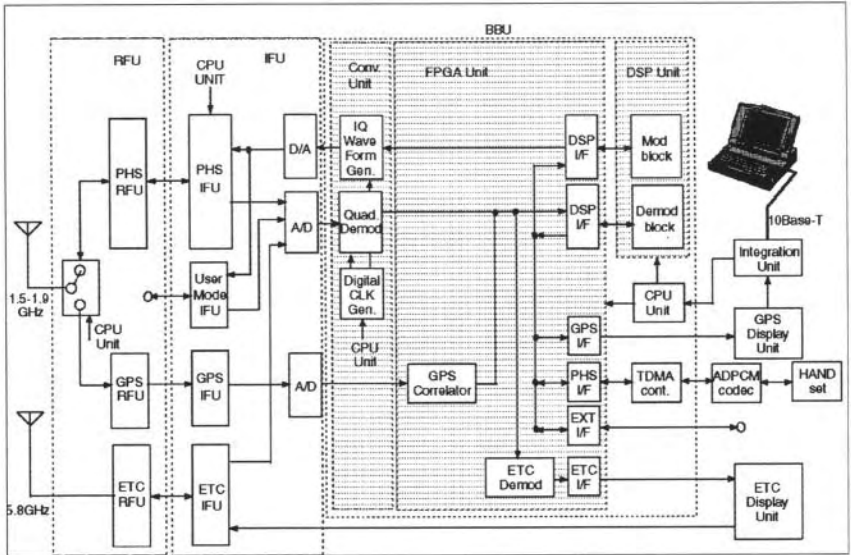 BBU
RFU
IFU
Conv.
Unit
FPGA Unit
DSP Unit
CPU
UNIT
PHS
RFU
PHS
IFU
D/A
A/D
IQ
Wave
Form
Gen.
Quad.
Demod
Digital
CLK
Gen.
CPU
Unit
DSP
I/F
DSP
I/F
Mod
block
Demod
block
10Base-T
Integration
Unit
CPU
Unit
GPS
Display
Unit
1.5-1.9
GHz
CPU
Unit
User
Mode
IFU
GPS
RFU
GPS
IFU
A/D
GPS
Correlator
GPS
I/F
PHS
I/F
TDMA
cont.
ADPCM
codec
HAND
set
EXT
I/F
5.8GHz
ETC
RFU
ETC
IFU
ETC
Demod
ETC
I/F
ETC
Display
Unit